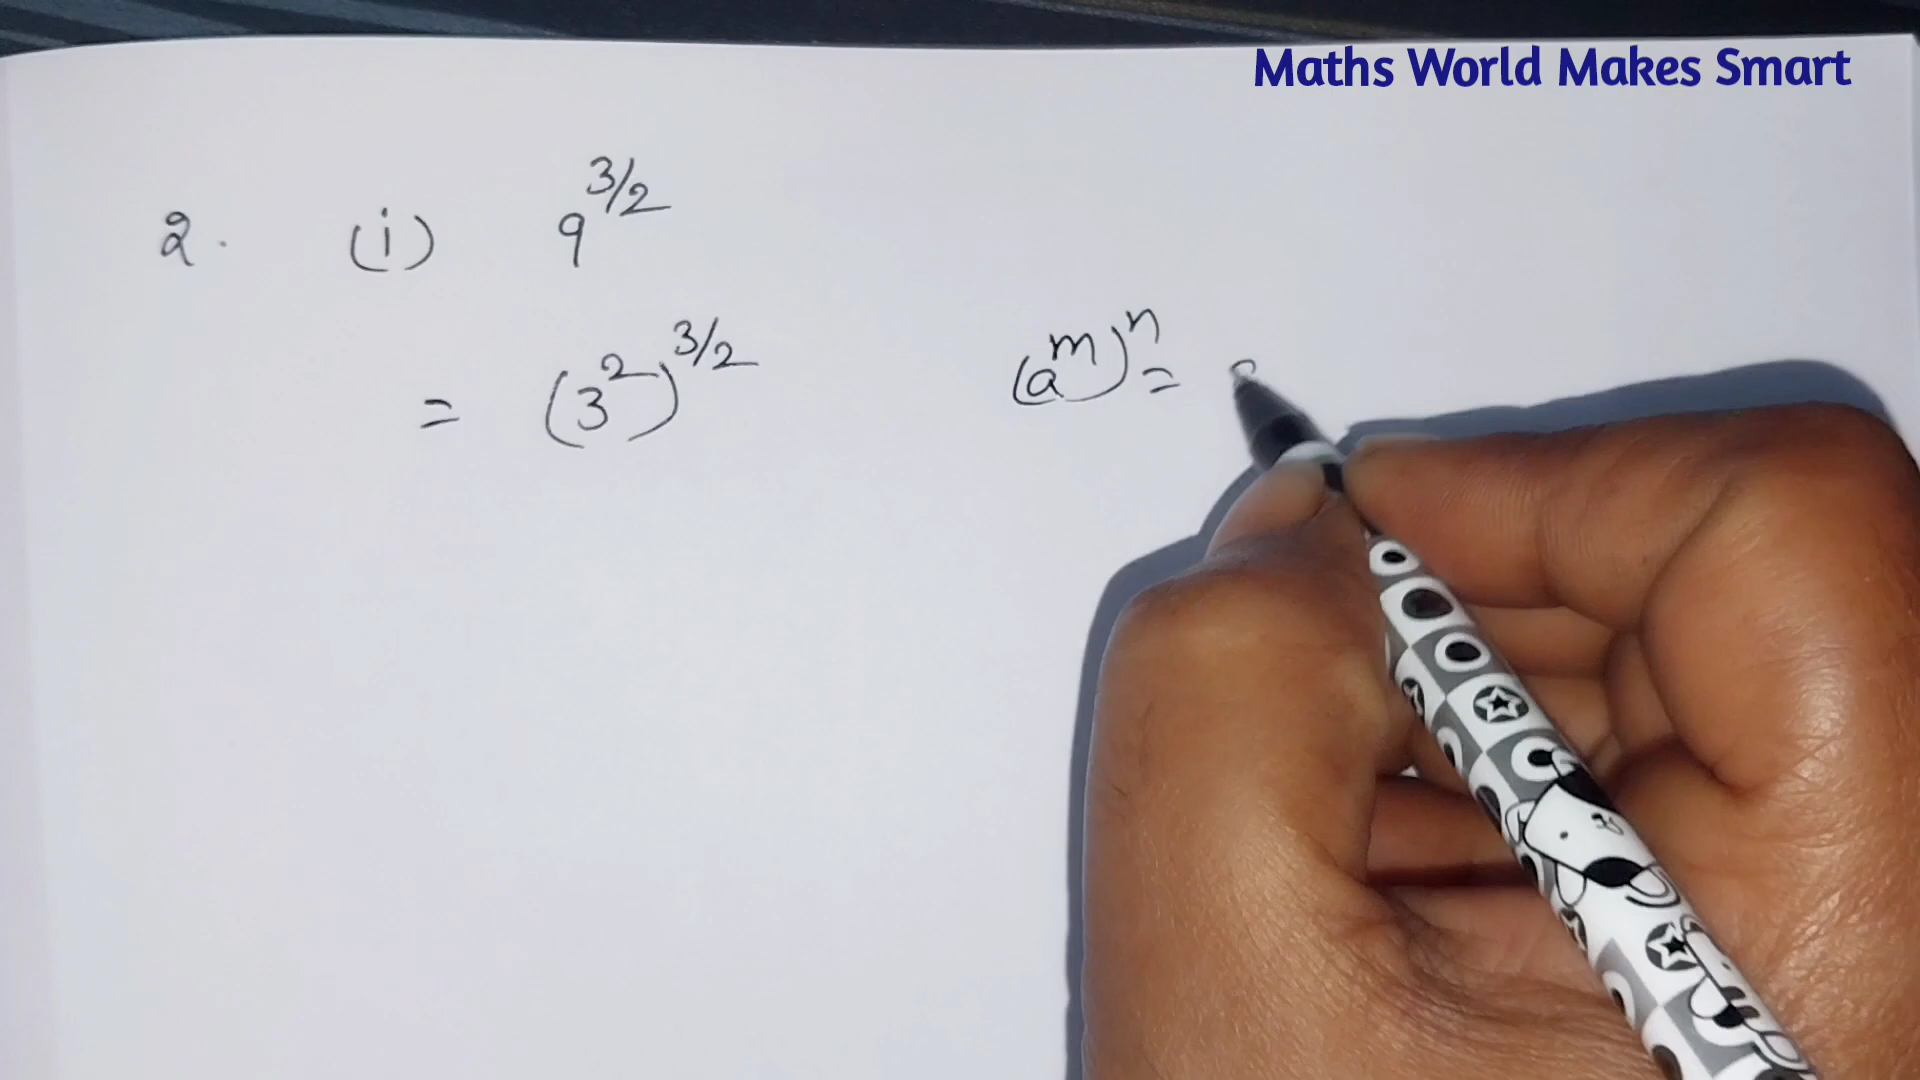 Maths World Makes Smart
2. (i) 9^{3/2}
= (3^2)^{3/2} (a^m)^n =